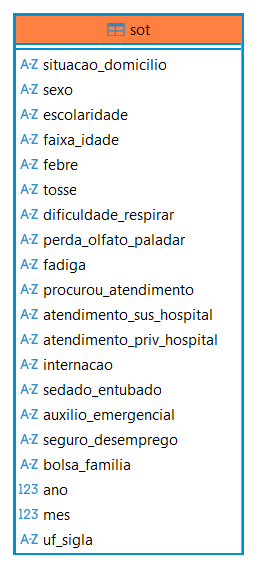 sot
A-Z situacao_domicilio
A-Z sexo
A-Z escolaridade
A-Z faixa_idade
A-Z febre
A-Z tosse
A-Z dificuldade_respirar
A-Z perda_olfato_paladar
A-Z fadiga
A-Z procurou_atendimento
A-Z atendimento_sus_hospital
A-Z atendimento_priv_hospital
A-Z internacao
A-Z sedado_entubado
A-Z auxilio_emergencial
A-Z seguro_desemprego
A-Z bolsa_familia
123 ano
123 mes
A-Z uf_sigla